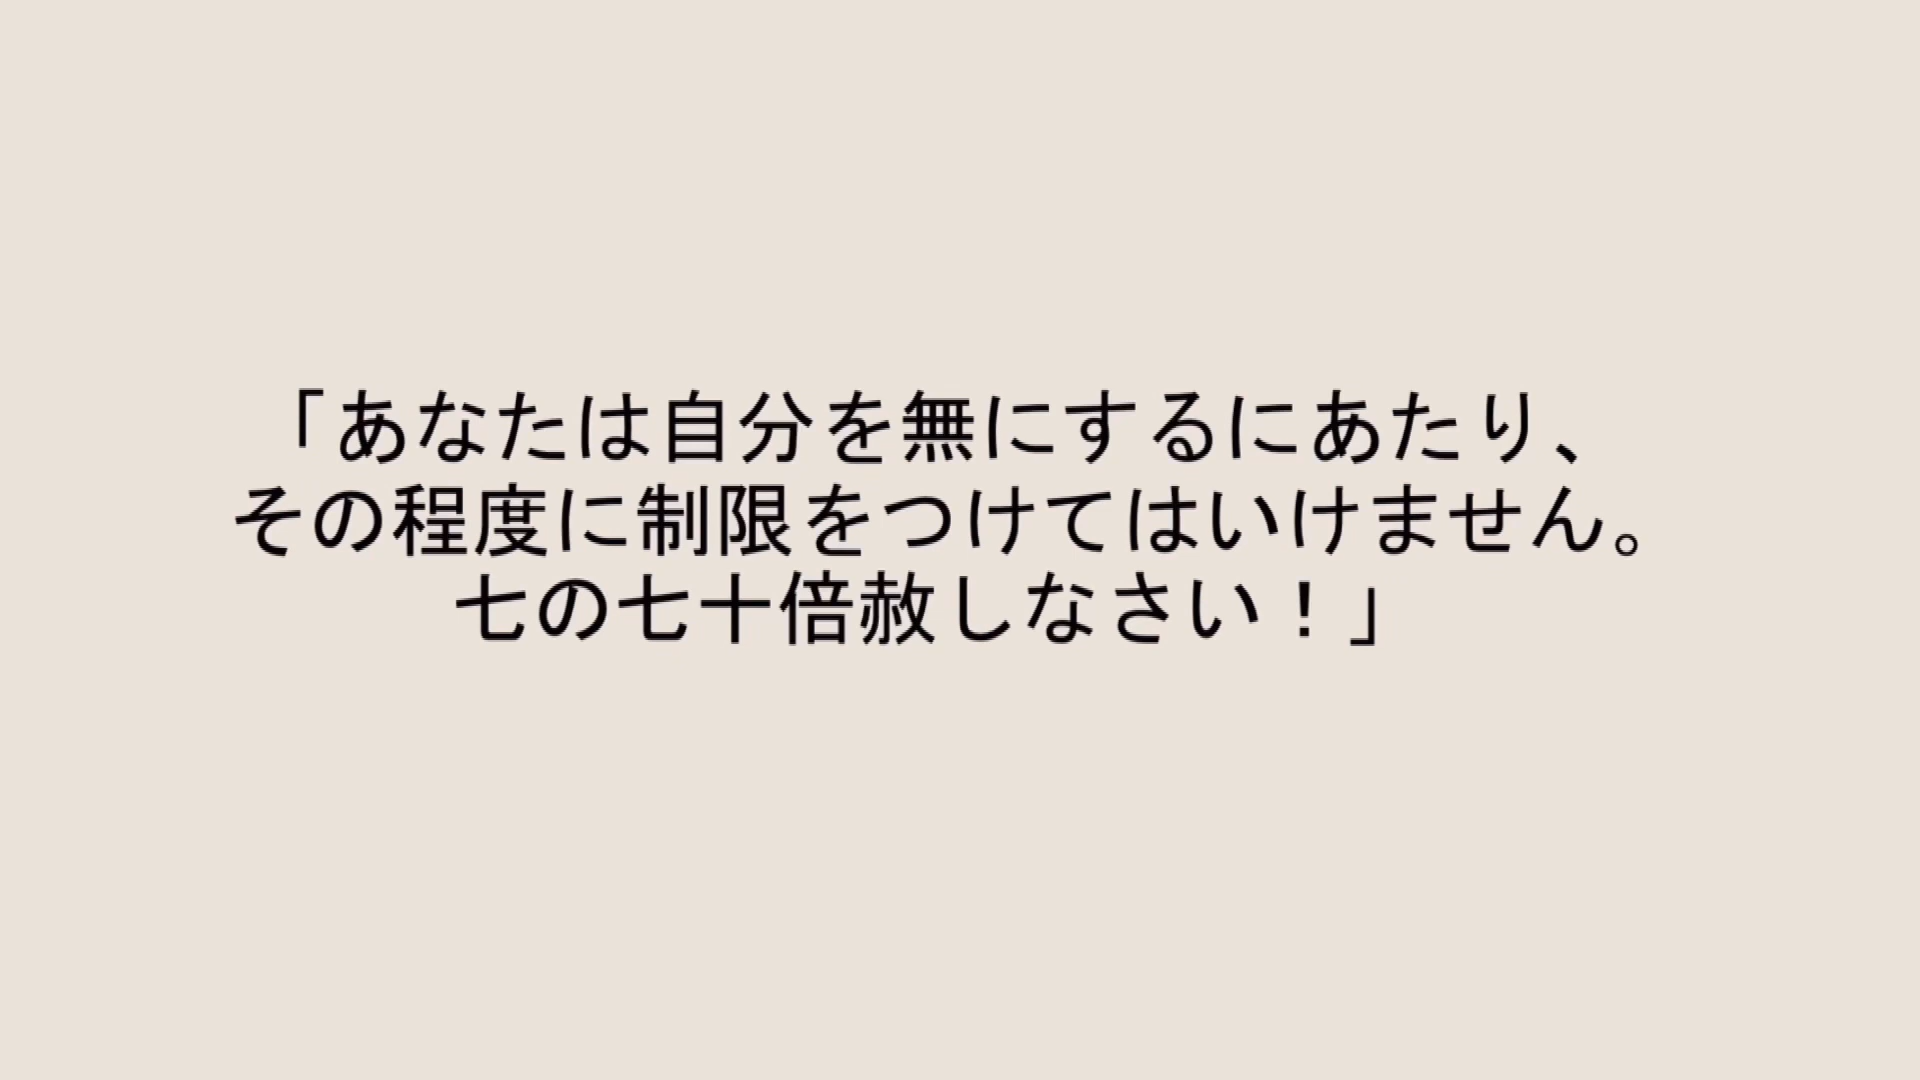 「あなたは自分を無にするにあたり、
その程度に制限をつけてはいけません。
七の七十倍赦しなさい！」